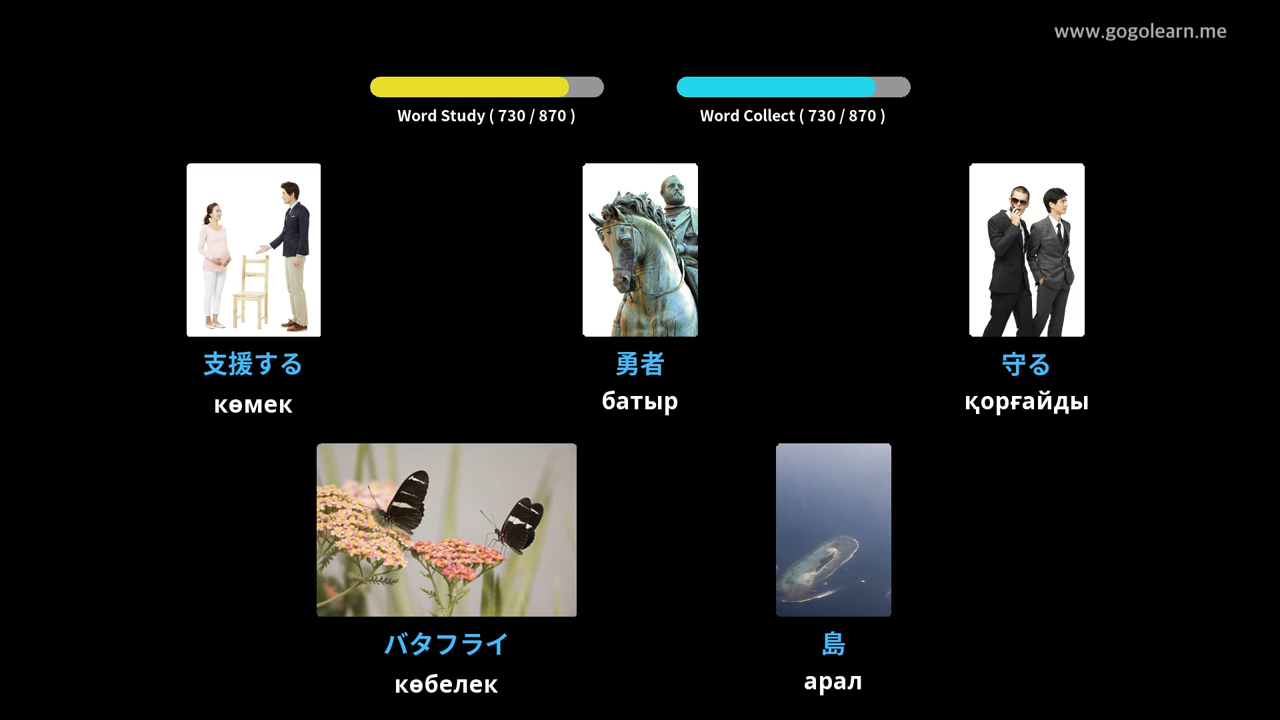 www.gogolearn.me
Word Study ( 730 / 870 )
Word Collect ( 730 / 870 )
支援する
көмек
勇者
батыр
守る
қорғайды
バタフライ
көбелек
島
арал